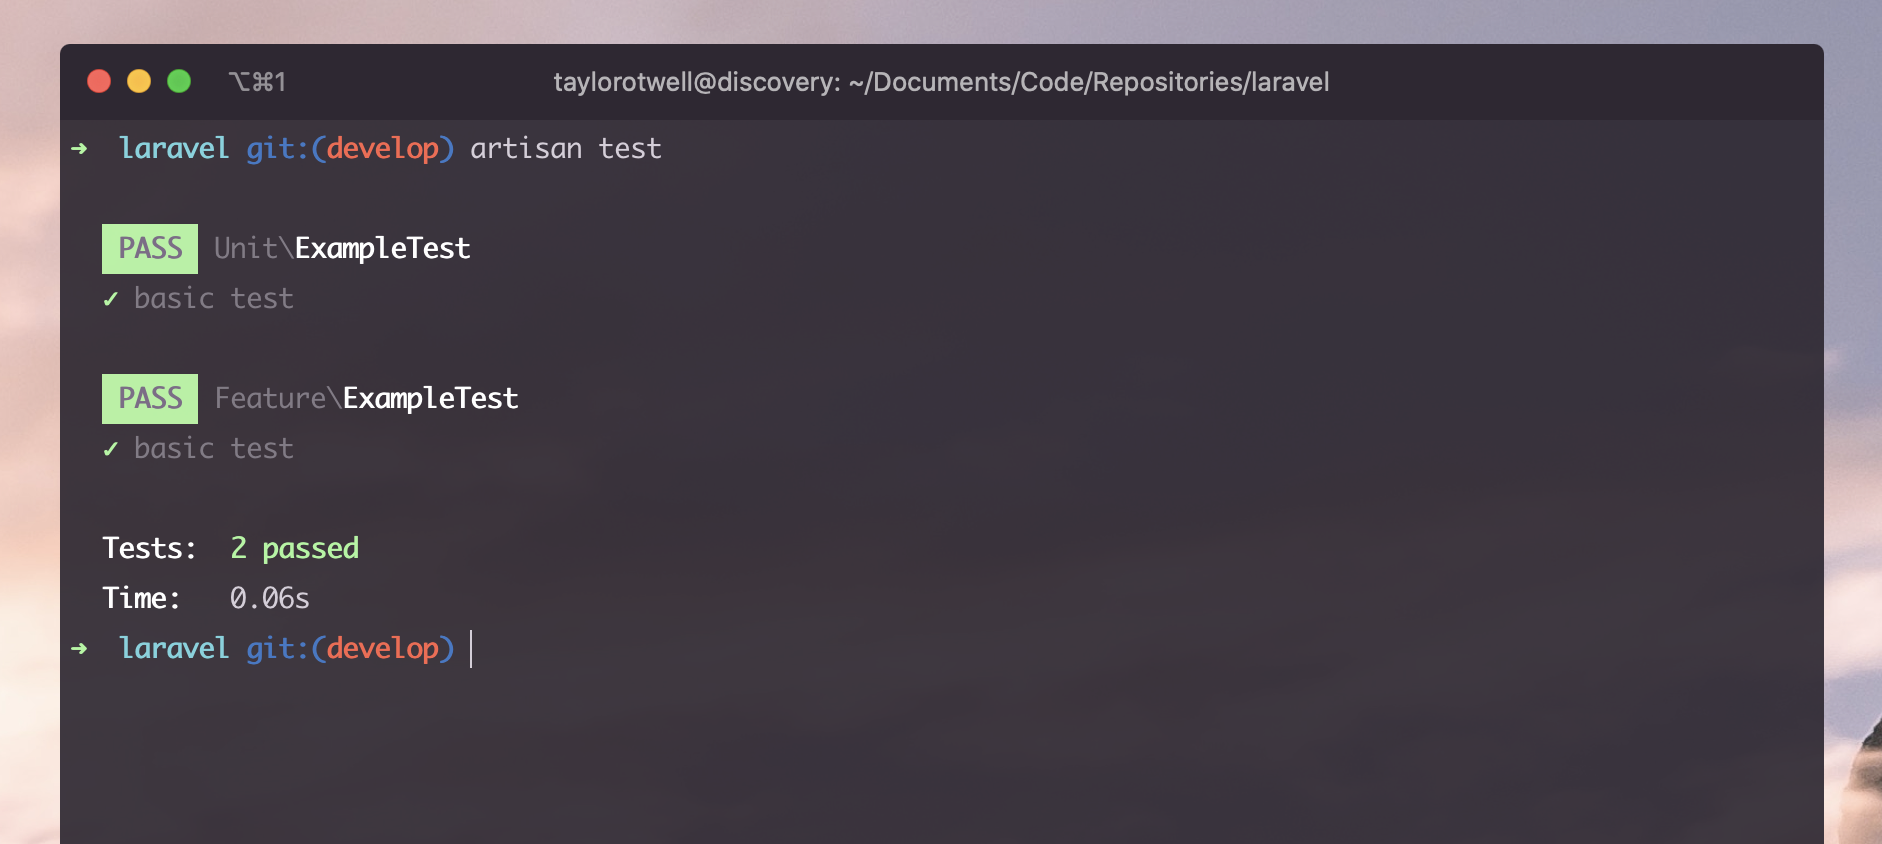 ⌥⌘1 taylorotwell@discovery: ~/Documents/Code/Repositories/laravel
➜ laravel git:(develop) artisan test
PASS Unit\ExampleTest
✓ basic test
PASS Feature\ExampleTest
✓ basic test
Tests: 2 passed
Time: 0.06s
➜ laravel git:(develop)